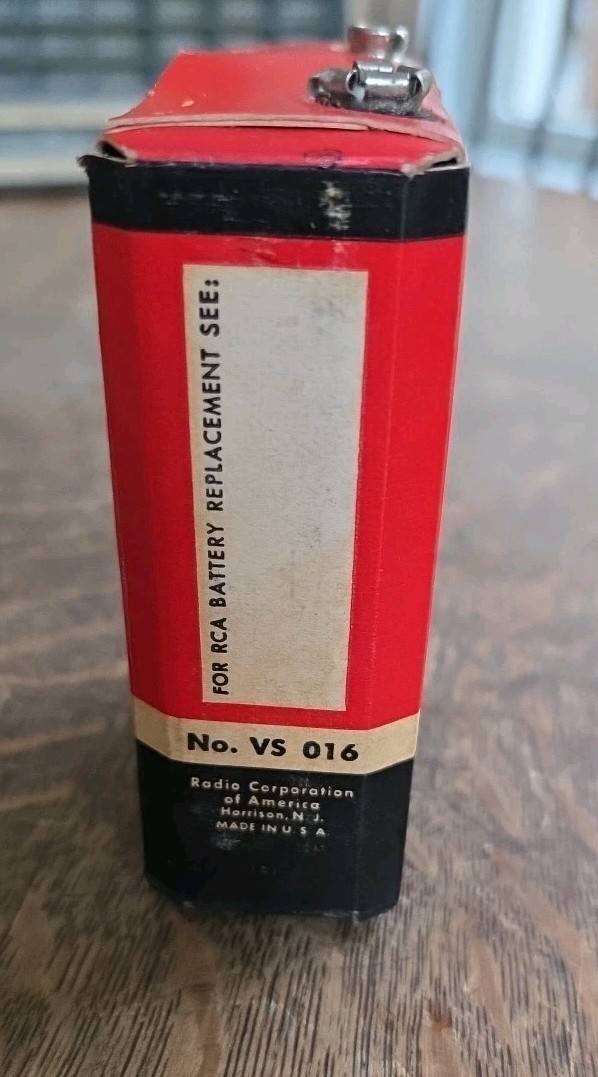 FOR RCA BATTERY REPLACEMENT SEE:
No. VS 016
Radio Corporation
of America
Harrison, N. J.
MADE IN U S A